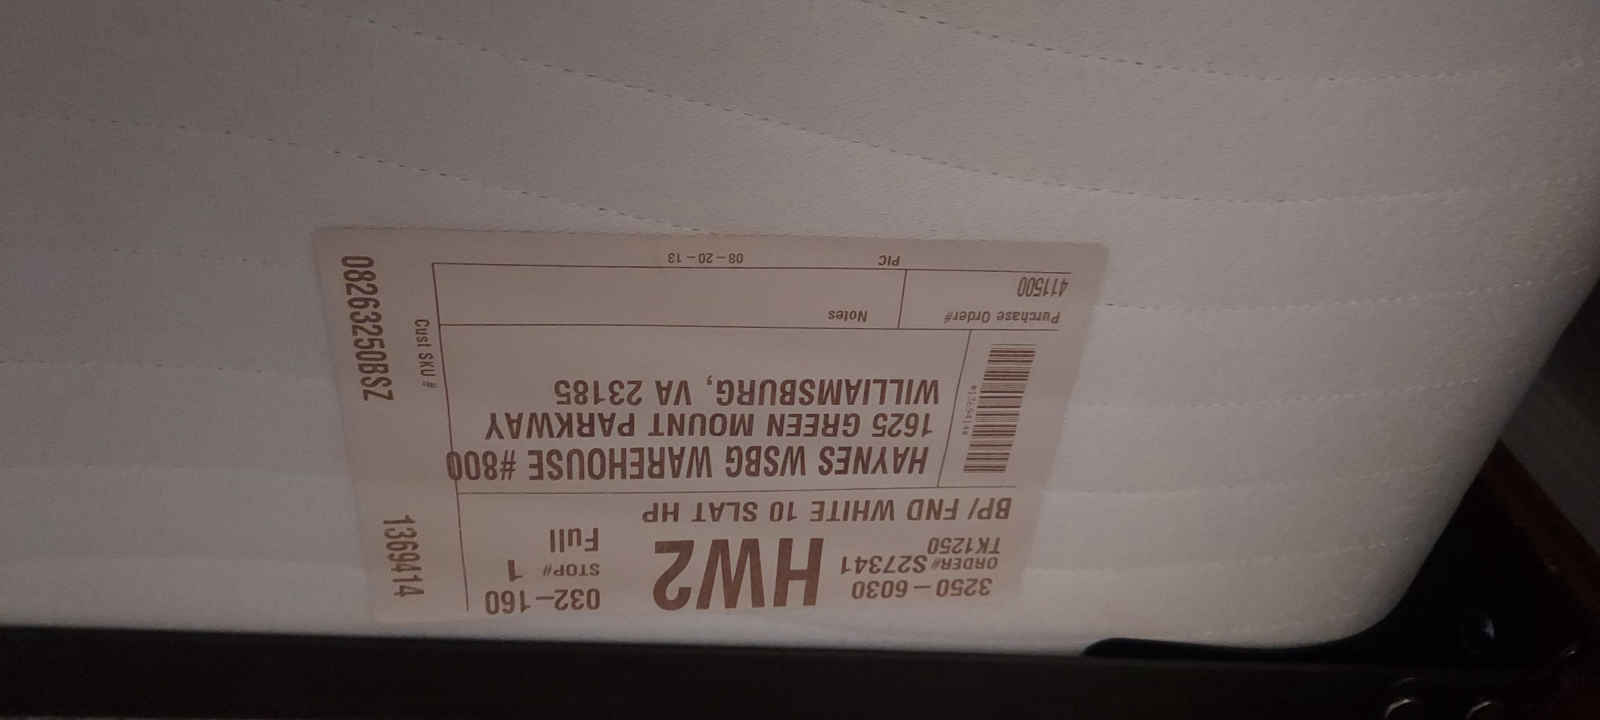 3250-6030
ORDER# S27341
TK1250
HW2
032-160
STOP# 1
Full
BP/ FND WHITE 10 SLAT HP
HAYNES WSBG WAREHOUSE #800
1625 GREEN MOUNT PARKWAY
WILLIAMSBURG, VA 23185
Purchase Order#
411500
Notes
PIC
08-20-13
1369414
Cust SKU #
08263250BSZ